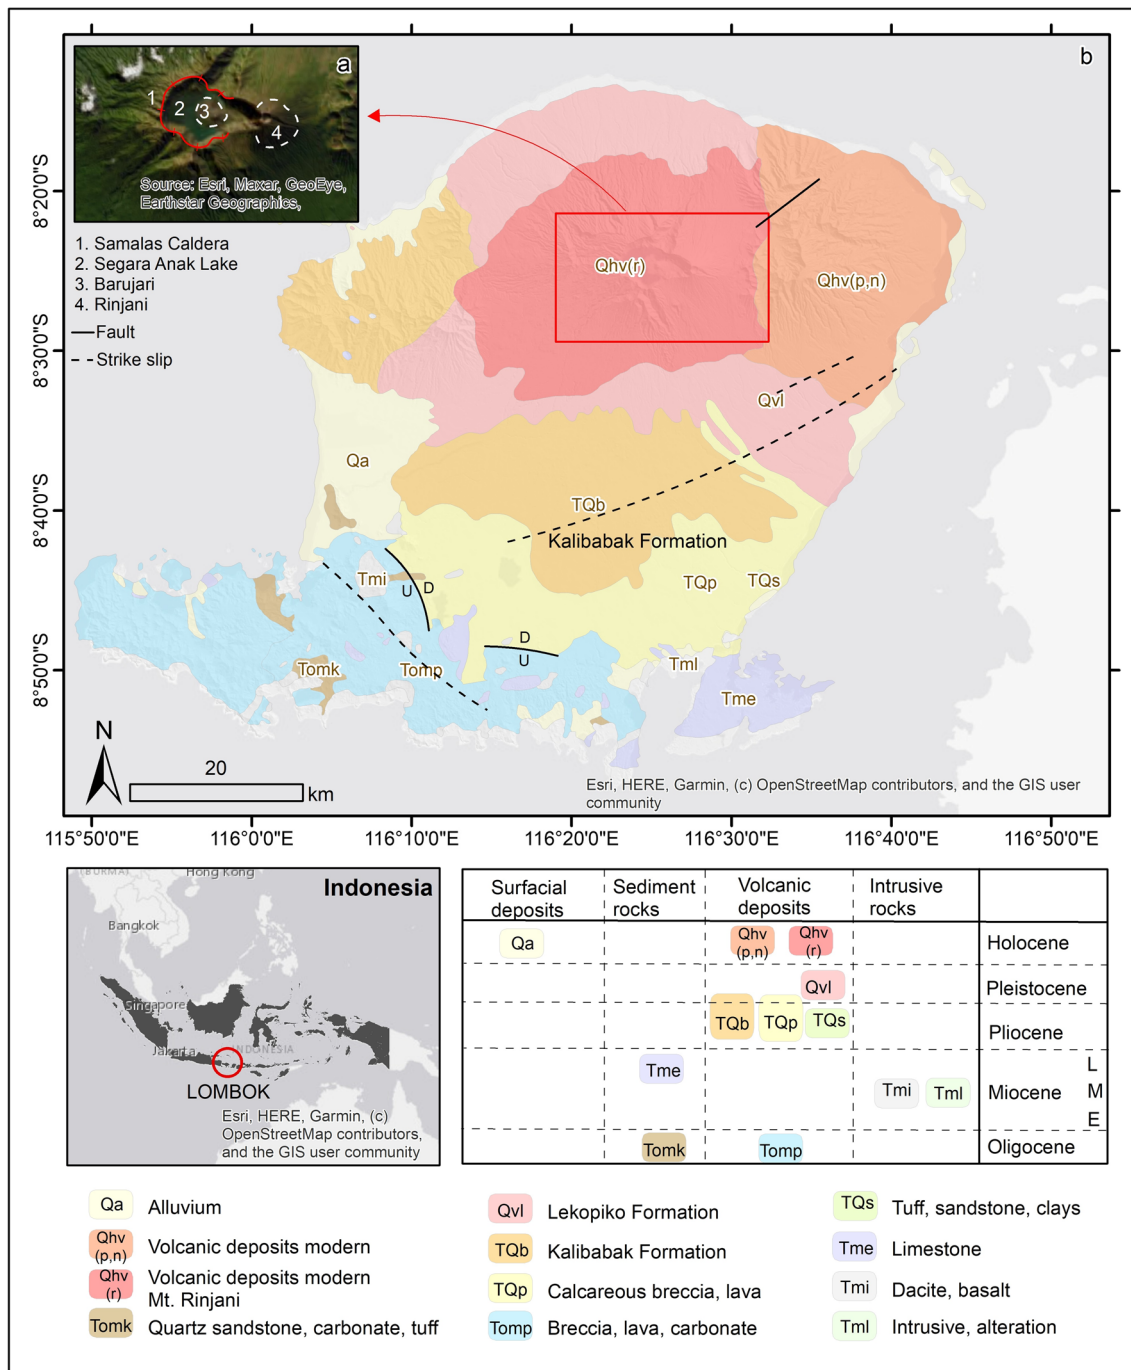 116°0'0"E
116°10'0"E
116°20'0"E
116°30'0"E
116°40'0"E
116°50'0"E
115°50'0"E
8°20'0"S
8°30'0"S
8°40'0"S
8°50'0"S
a
b
1
2
3
4
Source: Esri, Maxar, GeoEye,
Earthstar Geographics,
1. Samalas Caldera
2. Segara Anak Lake
3. Barujari
4. Rinjani
Fault
Strike slip
Qhv(r)
Qhv(p,n)
Qvl
Qa
TQb
Kalibabak Formation
TQp
TQs
Tmi
U
D
D
U
Tomk
Tomp
Tml
Tme
N
20
km
Esri, HERE, Garmin, (c) OpenStreetMap contributors, and the GIS user
community
BURMA
Hong Kong
Indonesia
Bangkok
Singapore
Jakarta
INDONESIA
LOMBOK
Esri, HERE, Garmin, (c)
OpenStreetMap contributors,
and the GIS user community
Surfacial
deposits
Sediment
rocks
Volcanic
deposits
Intrusive
rocks
Qa
Qhv
(p,n)
Qhv
(r)
Holocene
Qvl
Pleistocene
TQb
TQp
TQs
Pliocene
Tme
Tmi
Tml
Miocene
L
M
E
Tomk
Tomp
Oligocene
Qa Alluvium
Qhv
(p,n) Volcanic deposits modern
Qhv
(r) Volcanic deposits modern
Mt. Rinjani
Tomk Quartz sandstone, carbonate, tuff
Qvl Lekopiko Formation
TQb Kalibabak Formation
TQp Calcareous breccia, lava
Tomp Breccia, lava, carbonate
TQs Tuff, sandstone, clays
Tme Limestone
Tmi Dacite, basalt
Tml Intrusive, alteration